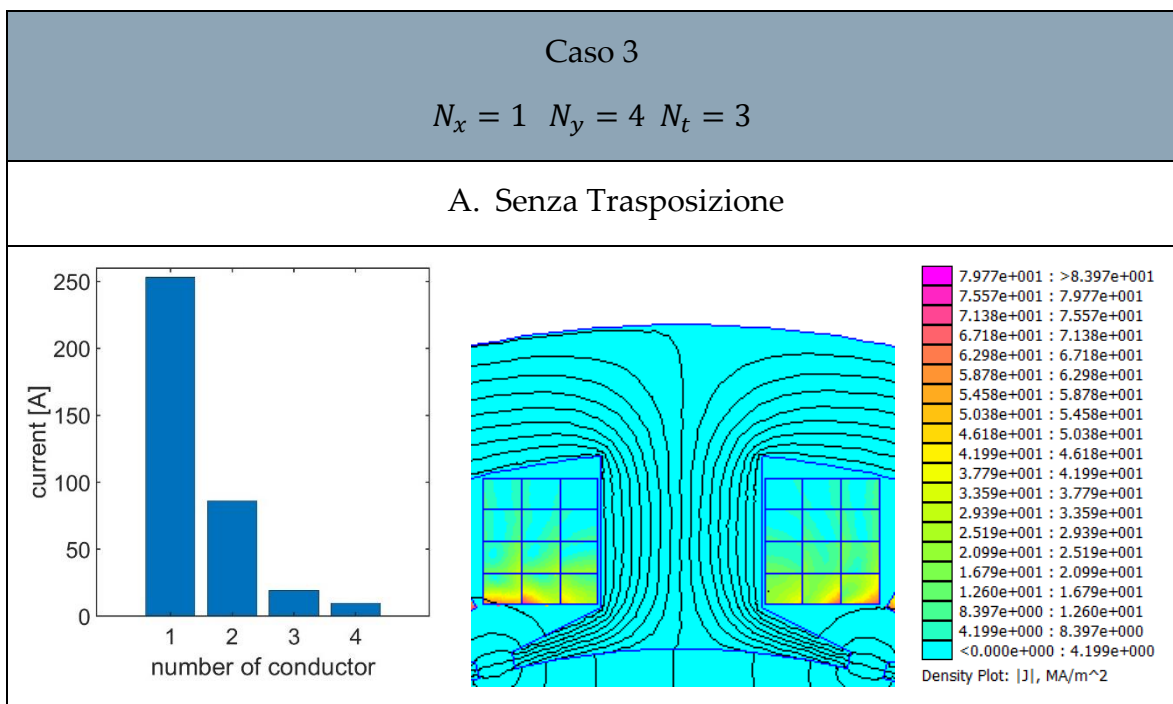 Caso 3
N_x = 1 N_y = 4 N_t = 3
A. Senza Trasposizione
250
200
150
100
50
0
current [A]
1 2 3 4
number of conductor
7.977e+001 : >8.397e+001
7.557e+001 : 7.977e+001
7.138e+001 : 7.557e+001
6.718e+001 : 7.138e+001
6.298e+001 : 6.718e+001
5.878e+001 : 6.298e+001
5.458e+001 : 5.878e+001
5.038e+001 : 5.458e+001
4.618e+001 : 5.038e+001
4.199e+001 : 4.618e+001
3.779e+001 : 4.199e+001
3.359e+001 : 3.779e+001
2.939e+001 : 3.359e+001
2.519e+001 : 2.939e+001
2.099e+001 : 2.519e+001
1.679e+001 : 2.099e+001
1.260e+001 : 1.679e+001
8.397e+000 : 1.260e+001
4.199e+000 : 8.397e+000
<0.000e+000 : 4.199e+000
Density Plot: |J|, MA/m^2